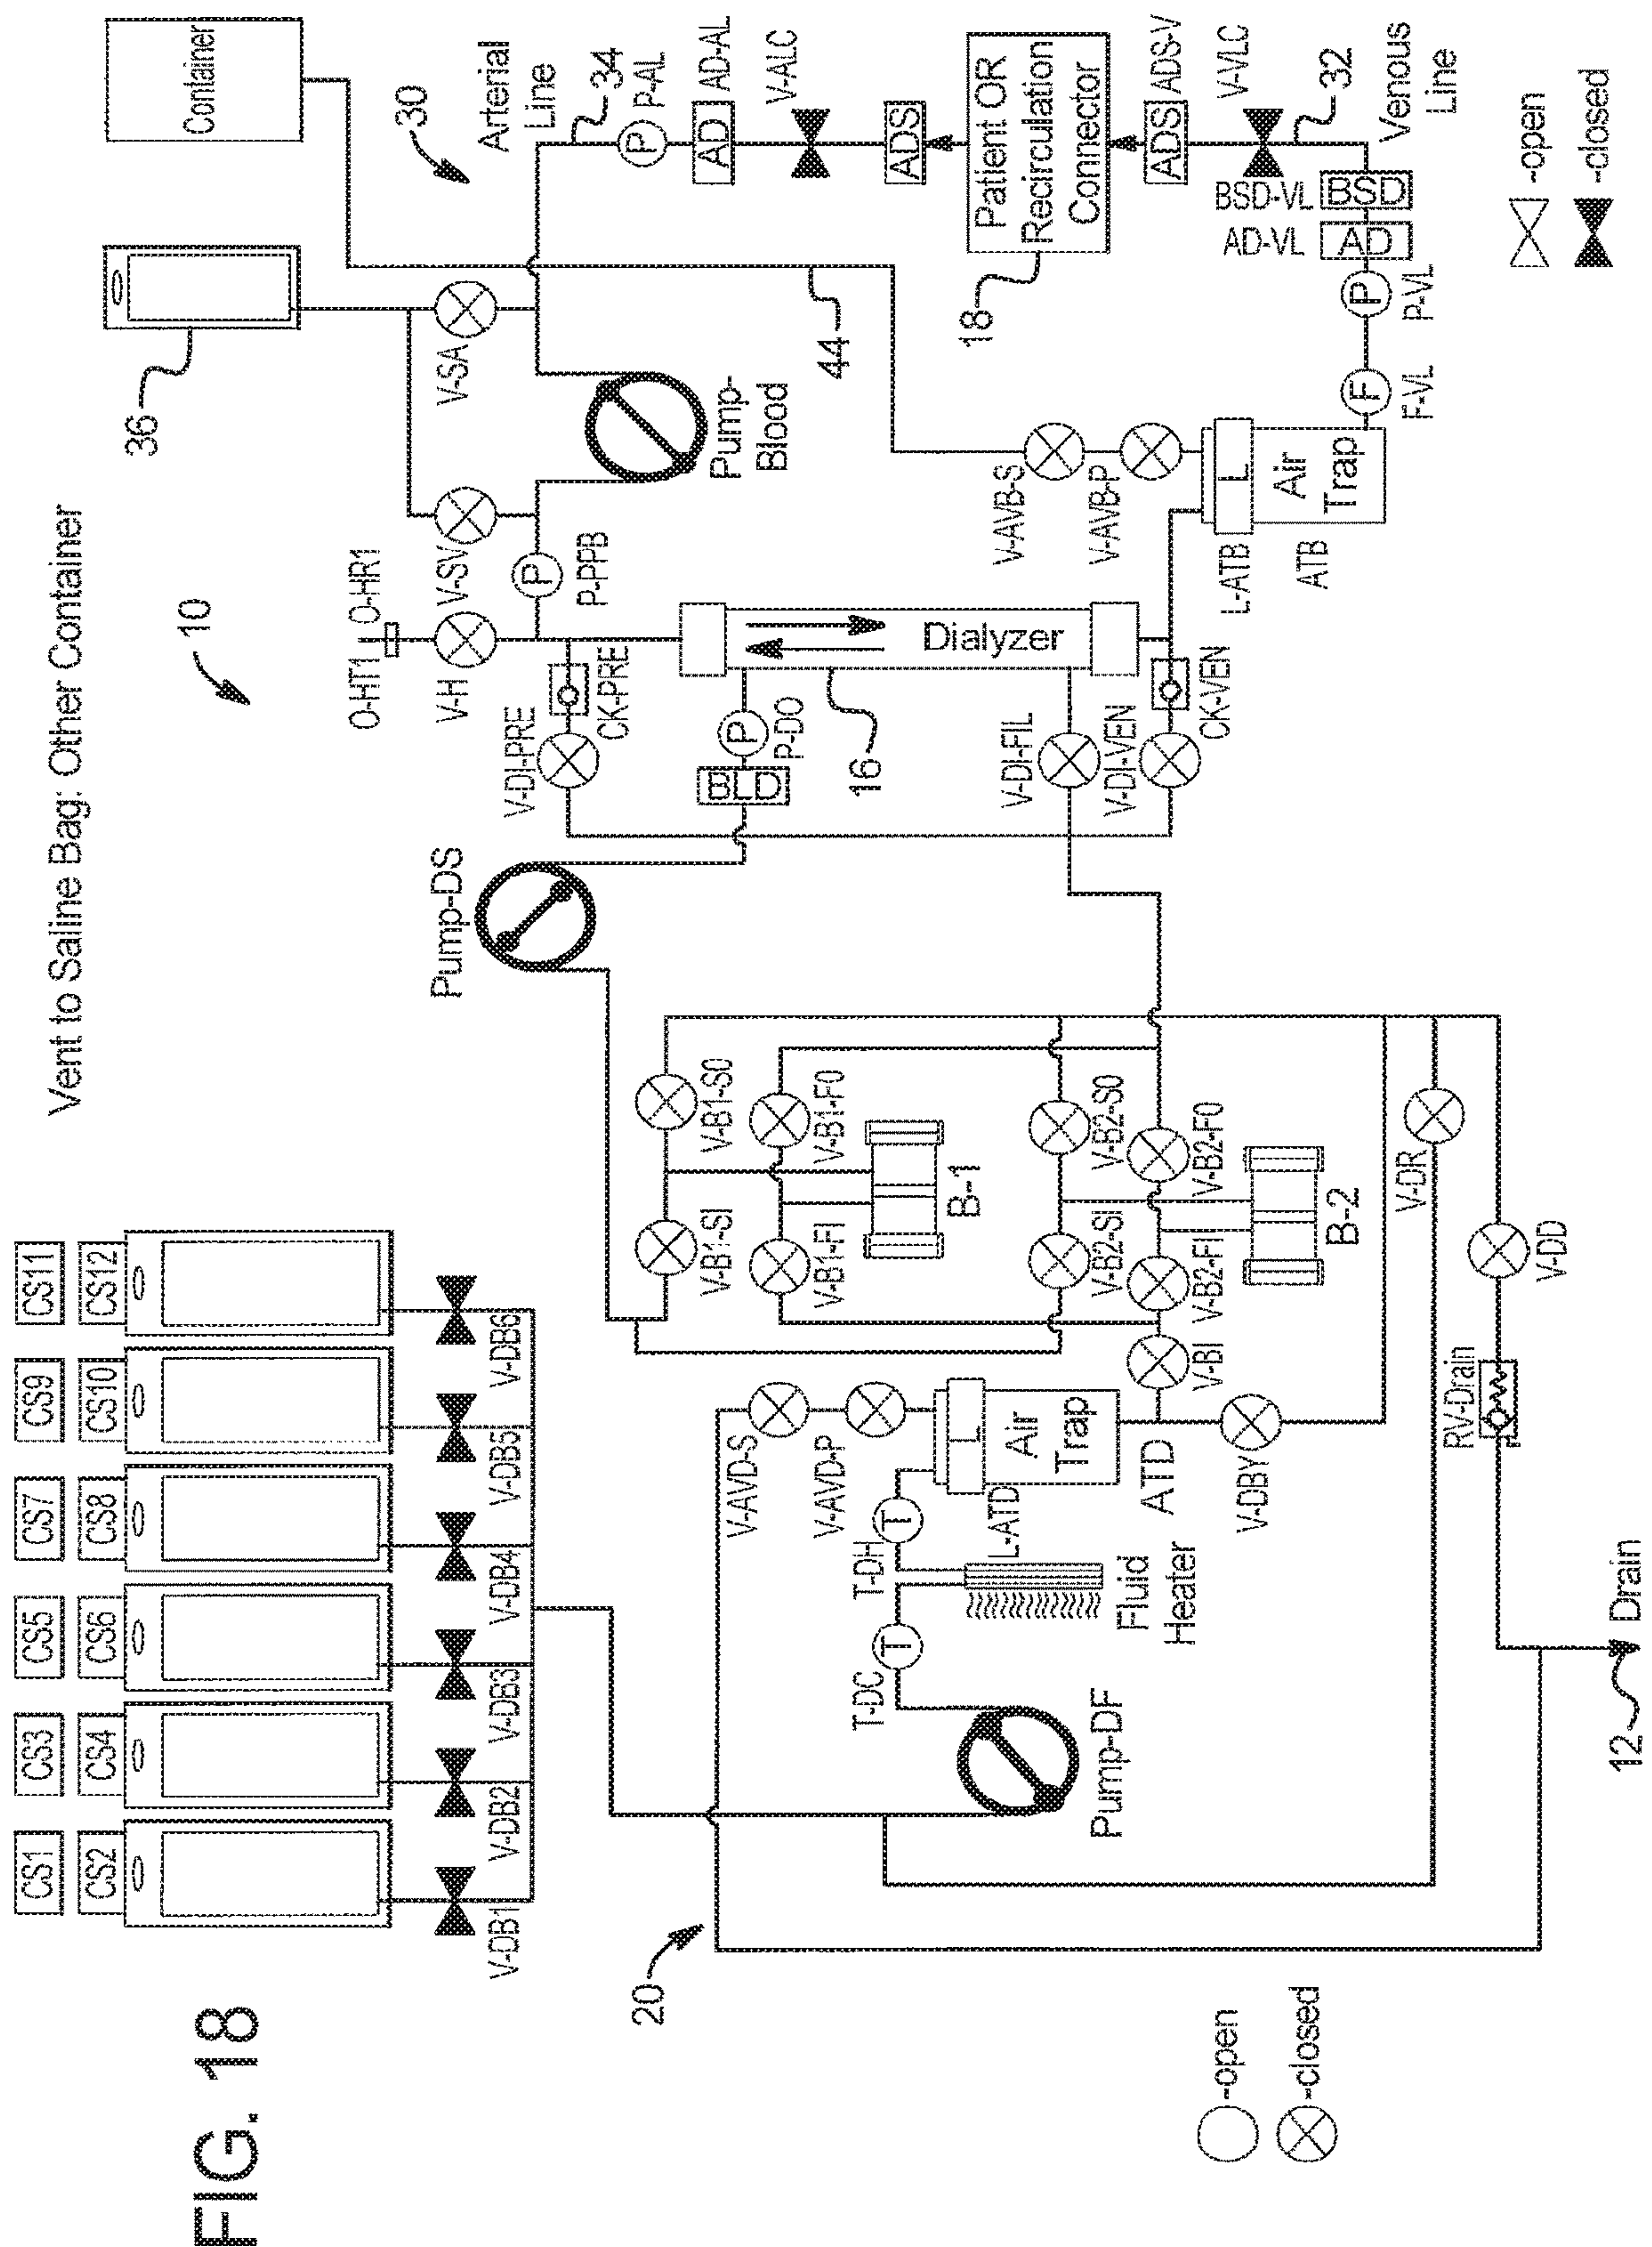 FIG. 18
Vent to Saline Bag: Other Container
CS1
CS2
CS3
CS4
CS5
CS6
CS7
CS8
CS9
CS10
CS11
CS12
V-DB1
V-DB2
V-DB3
V-DB4
V-DB5
V-DB6
10
36
Container
30
Arterial
Line
34
P
P-AL
AD
AD-AL
V-ALC
ADS
Patient OR
Recirculation
Connector
18
ADS
ADS-V
V-VLC
32
Venous
Line
BSD
BSD-VL
AD
AD-VL
P
P-VL
F
F-VL
V-SA
V-SV
Pump-
Blood
44
O-HT1
O-HR1
V-H
P
P-PPB
V-AVB-S
V-AVB-P
L
L-ATB
Air
Trap
ATB
V-DI-PRE
CK-PRE
Dialyzer
16
P
P-DO
BLD
V-DI-FIL
V-DI-VEN
CK-VEN
Pump-DS
V-B1-SI
V-B1-S0
V-B1-FI
V-B1-F0
B-1
V-B2-SI
V-B2-S0
V-B2-FI
V-B2-F0
B-2
V-BI
V-DR
V-DD
RV-Drain
V-AVD-S
V-AVD-P
L
L-ATD
Air
Trap
ATD
V-DBY
T
T-DH
T
T-DC
Fluid
Heater
Pump-DF
20
12
Drain
-open
-closed
-open
-closed